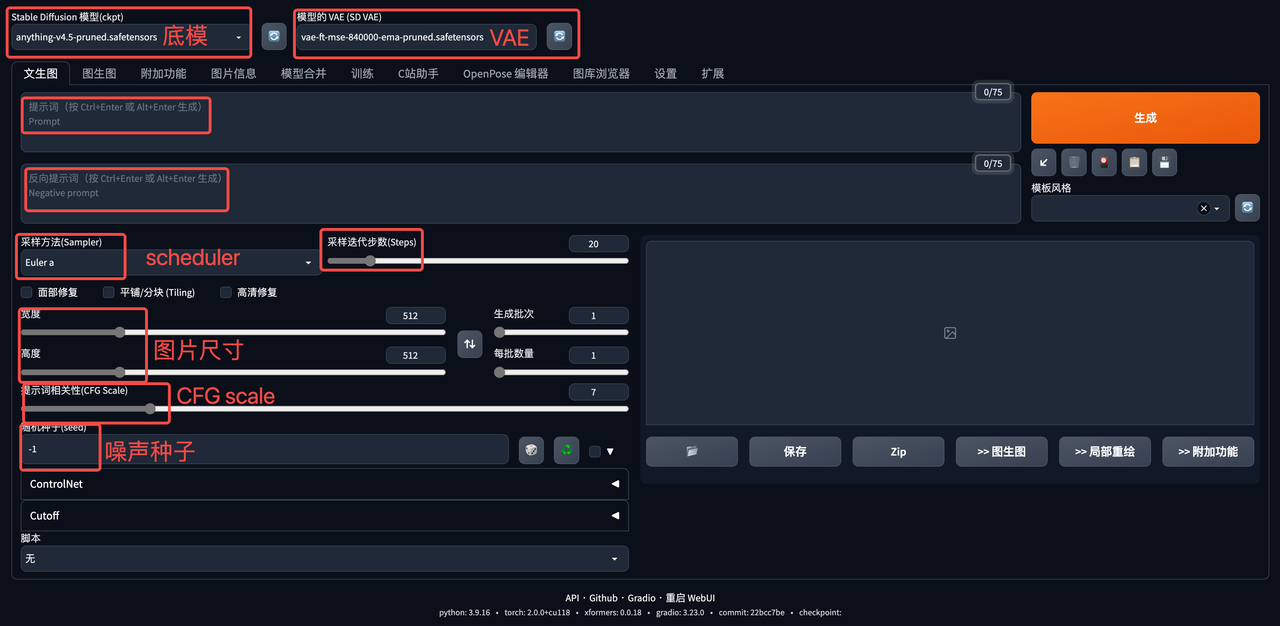 Stable Diffusion 模型(ckpt)
anything-v4.5-pruned.safetensors
底模
模型的 VAE (SD VAE)
vae-ft-mse-840000-ema-pruned.safetensors
VAE
文生图 图生图 附加功能 图片信息 模型合并 训练 C站助手 OpenPose 编辑器 图库浏览器 设置 扩展
0/75
提示词（按 Ctrl+Enter 或 Alt+Enter 生成）
Prompt
生成
0/75
反向提示词（按 Ctrl+Enter 或 Alt+Enter 生成）
Negative prompt
模板风格
采样方法(Sampler)
Euler a
scheduler
采样迭代步数(Steps)
20
面部修复 平铺/分块 (Tiling) 高清修复
宽度
512
生成批次
1
高度
512
图片尺寸
每批数量
1
提示词相关性(CFG Scale)
CFG scale
7
随机种子(seed)
-1
噪声种子
保存 Zip >> 图生图 >> 局部重绘 >> 附加功能
ControlNet
Cutoff
脚本
无
API · Github · Gradio · 重启 WebUI
python: 3.9.16 • torch: 2.0.0+cu118 • xformers: 0.0.18 • gradio: 3.23.0 • commit: 22bcc7be • checkpoint: